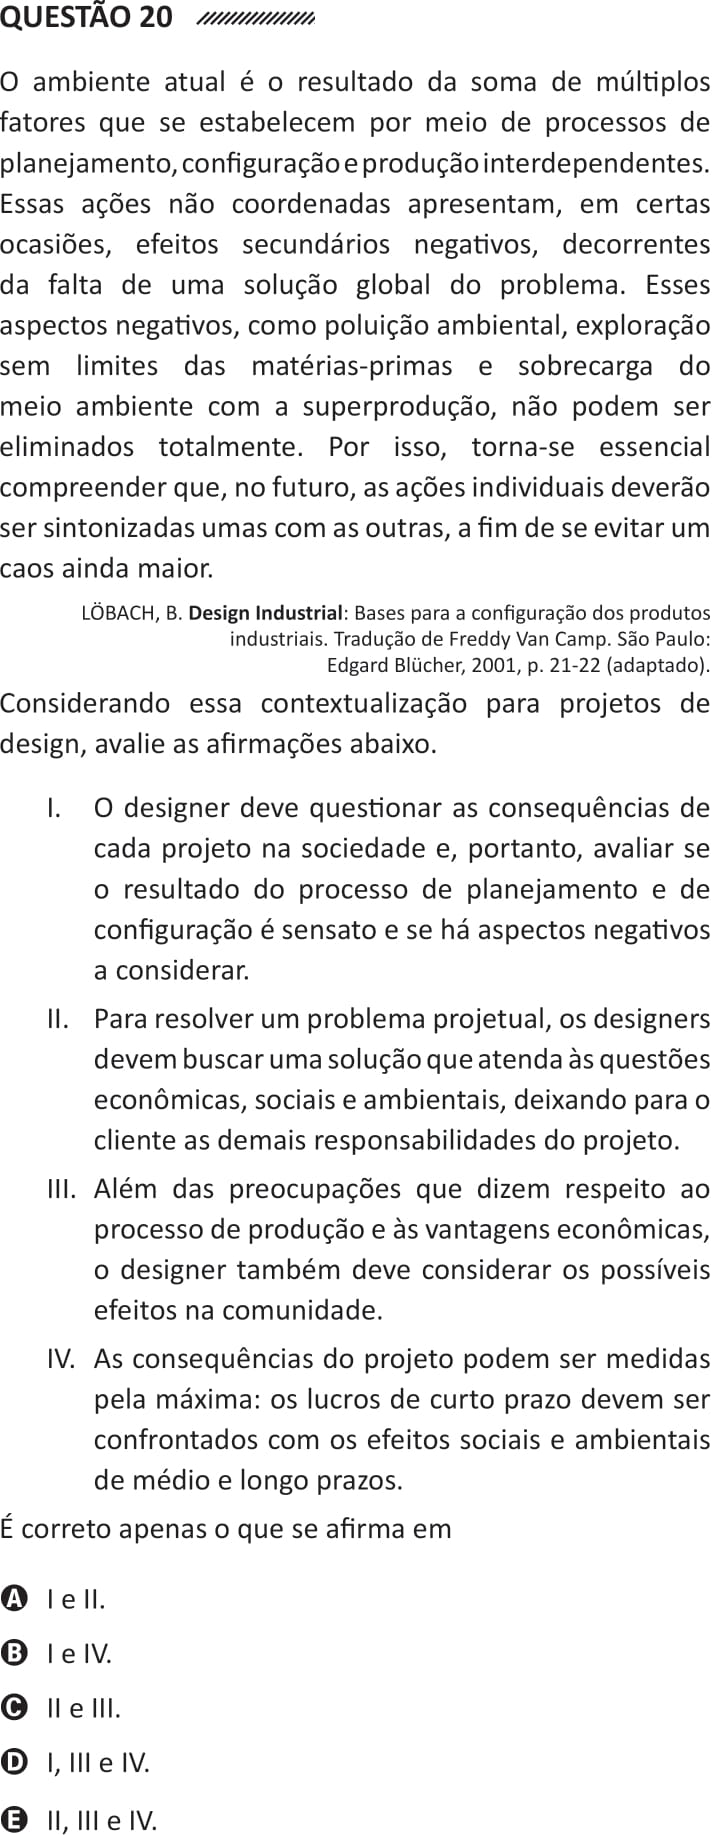 QUESTÃO 20
O ambiente atual é o resultado da soma de múltiplos
fatores que se estabelecem por meio de processos de
planejamento, configuração e produção interdependentes.
Essas ações não coordenadas apresentam, em certas
ocasiões, efeitos secundários negativos, decorrentes
da falta de uma solução global do problema. Esses
aspectos negativos, como poluição ambiental, exploração
sem limites das matérias-primas e sobrecarga do
meio ambiente com a superprodução, não podem ser
eliminados totalmente. Por isso, torna-se essencial
compreender que, no futuro, as ações individuais deverão
ser sintonizadas umas com as outras, a fim de se evitar um
caos ainda maior.
LÖBACH, B. Design Industrial: Bases para a configuração dos produtos
industriais. Tradução de Freddy Van Camp. São Paulo:
Edgard Blücher, 2001, p. 21-22 (adaptado).
Considerando essa contextualização para projetos de
design, avalie as afirmações abaixo.
I. O designer deve questionar as consequências de
cada projeto na sociedade e, portanto, avaliar se
o resultado do processo de planejamento e de
configuração é sensato e se há aspectos negativos
a considerar.
II. Para resolver um problema projetual, os designers
devem buscar uma solução que atenda às questões
econômicas, sociais e ambientais, deixando para o
cliente as demais responsabilidades do projeto.
III. Além das preocupações que dizem respeito ao
processo de produção e às vantagens econômicas,
o designer também deve considerar os possíveis
efeitos na comunidade.
IV. As consequências do projeto podem ser medidas
pela máxima: os lucros de curto prazo devem ser
confrontados com os efeitos sociais e ambientais
de médio e longo prazos.
É correto apenas o que se afirma em
A I e II.
B I e IV.
C II e III.
D I, III e IV.
E II, III e IV.